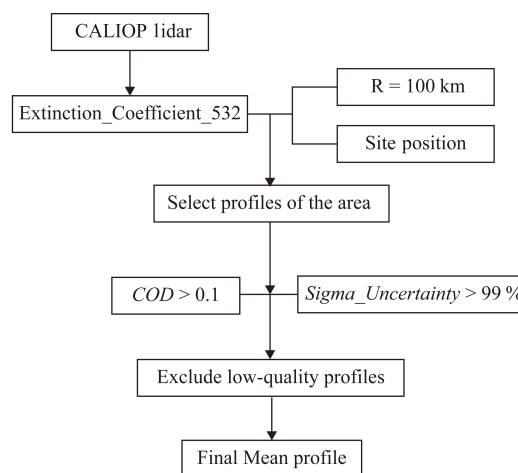 CALIOP lidar
Extinction_Coefficient_532
R = 100 km
Site position
Select profiles of the area
COD > 0.1
Sigma_Uncertainty > 99 %
Exclude low-quality profiles
Final Mean profile